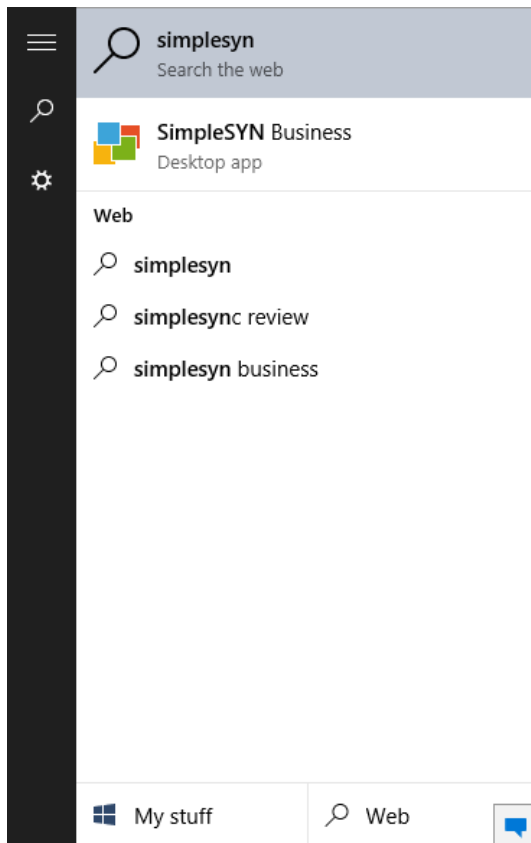 simplesyn
Search the web
SimpleSYN Business
Desktop app
Web
simplesyn
simplesync review
simplesyn business
My stuff
Web